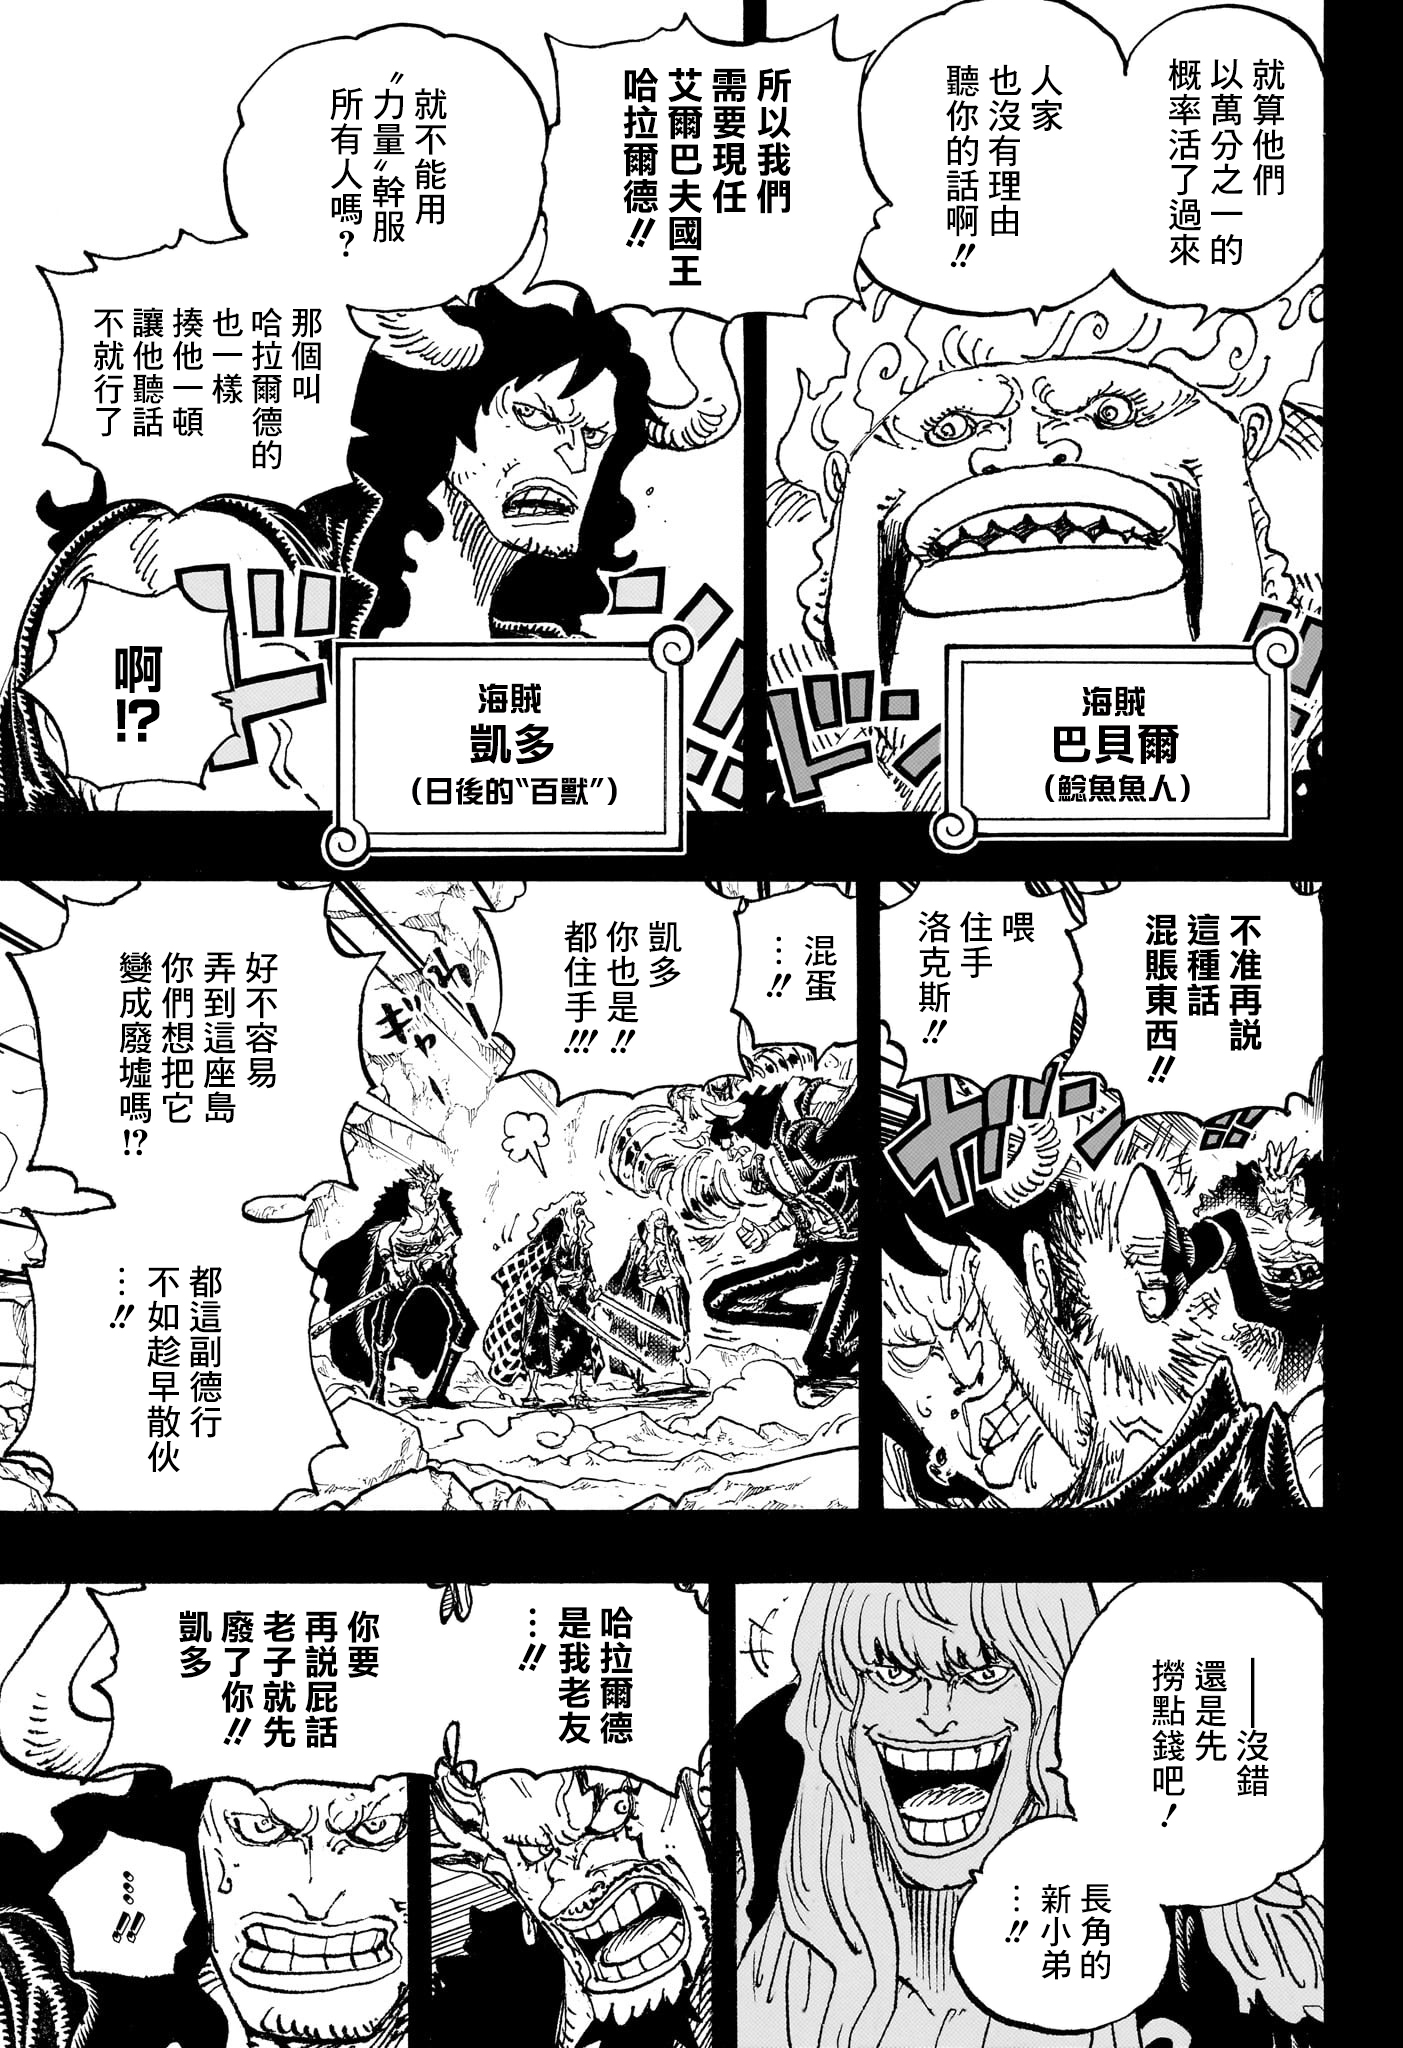 就算他們
以萬分之一的
概率活了過來
人家
也沒有理由
聽你的話啊!!
所以我們
需要現任
艾爾巴夫國王
哈拉爾德!!
就不能用
〝力量〞幹服
所有人嗎?
那個叫
哈拉爾德的
也一樣
揍他一頓
讓他聽話
不就行了
海賊
巴貝爾
(鯰魚魚人)
ドドン
海賊
凱多
(日後的“百獸”)
啊!?
不准再説
這種話
混賬東西!!
喂
住手
洛克斯!!
ガン
混蛋
…!!
凱多
你也是!!
都住手!!!
ギャー
好不容易
弄到這座島
你們想把它
變成廢墟嗎!?
都這副德行
不如趁早散伙
…!!
——沒錯
還是先
撈點錢吧!
長角的
新小弟
…!!
哈拉爾德
是我老友
…!!
你要
再説屁話
老子就先
廢了你!!
凱多
……!!